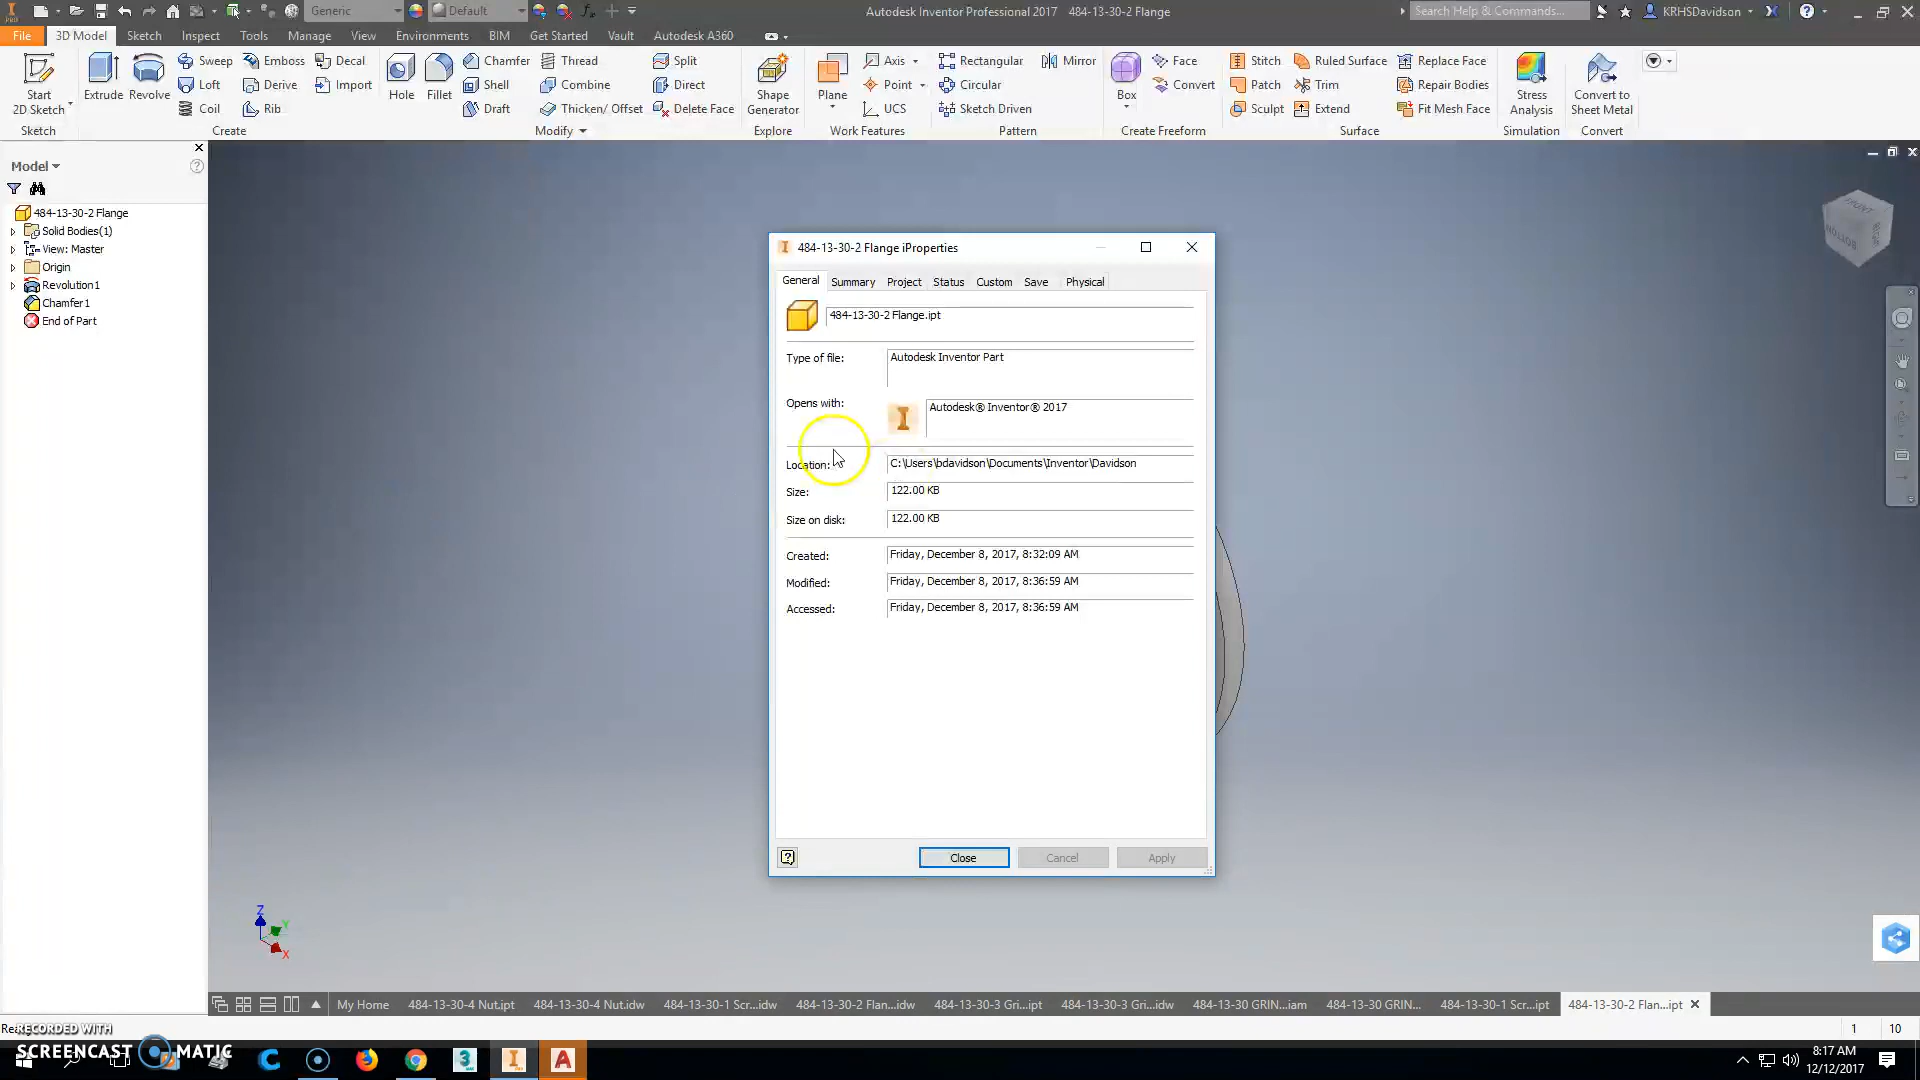 Generic
Default
Autodesk Inventor Professional 2017 484-13-30-2 Flange
Search Help & Commands...
KRHSDavidson
File 3D Model Sketch Inspect Tools Manage View Environments BIM Get Started Vault Autodesk A360
Start
2D Sketch
Extrude
Revolve
Sweep
Loft
Coil
Emboss
Derive
Rib
Decal
Import
Hole
Fillet
Chamfer
Shell
Draft
Thread
Combine
Thicken/ Offset
Split
Direct
Delete Face
Shape
Generator
Plane
Axis
Point
UCS
Rectangular
Circular
Sketch Driven
Mirror
Box
Face
Convert
Stitch
Patch
Sculpt
Ruled Surface
Trim
Extend
Replace Face
Repair Bodies
Fit Mesh Face
Stress
Analysis
Convert to
Sheet Metal
Sketch Create Modify Explore Work Features Pattern Create Freeform Surface Simulation Convert
Model
484-13-30-2 Flange
Solid Bodies(1)
View: Master
Origin
Revolution1
Chamfer1
End of Part
FRONT
BOTTOM
484-13-30-2 Flange iProperties
General Summary Project Status Custom Save Physical
484-13-30-2 Flange.ipt
Type of file: Autodesk Inventor Part
Opens with: Autodesk® Inventor® 2017
Location: C:\Users\bdavidson\Documents\Inventor\Davidson
Size: 122.00 KB
Size on disk: 122.00 KB
Created: Friday, December 8, 2017, 8:32:09 AM
Modified: Friday, December 8, 2017, 8:36:59 AM
Accessed: Friday, December 8, 2017, 8:36:59 AM
Close Cancel Apply
Z
Y
X
My Home 484-13-30-4 Nut.ipt 484-13-30-4 Nut.idw 484-13-30-1 Scr...idw 484-13-30-2 Flan...idw 484-13-30-3 Gri...ipt 484-13-30-3 Gri...idw 484-13-30 GRIN...iam 484-13-30 GRIN... 484-13-30-1 Scr...ipt 484-13-30-2 Flan...ipt
1 10
RECORDED WITH
SCREENCAST MATIC
8:17 AM
12/12/2017